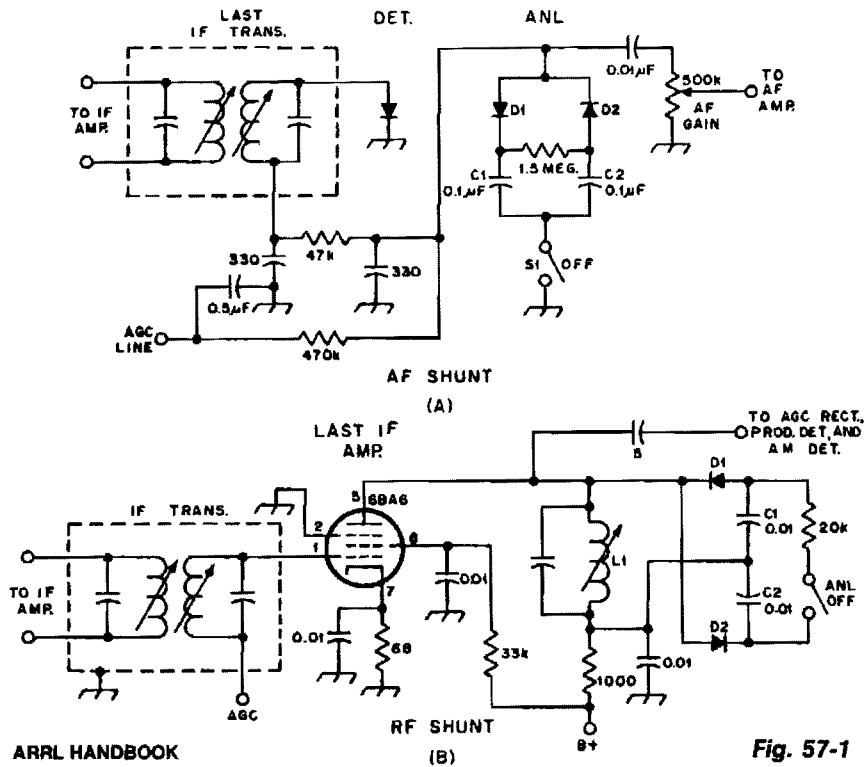 LAST
IF TRANS.
DET.
ANL
TO IF
AMP.
0.01µF
500k
TO
AF
AMP.
AF
GAIN
D1
D2
1.5 MEG.
C1
0.1µF
C2
0.1µF
S1
OFF
330
47k
330
0.5µF
AGC
LINE
470k
AF SHUNT
(A)
LAST IF
AMP.
TO AGC RECT.,
PROD. DET, AND
AM DET.
5
IF TRANS.
5
6BA6
2
1
6
7
D1
C1
0.01
20k
TO IF
AMP.
0.01
L1
C2
0.01
ANL
OFF
0.01
68
33k
D2
0.01
1000
AGC
RF SHUNT
(B)
B+
ARRL HANDBOOK
Fig. 57-1